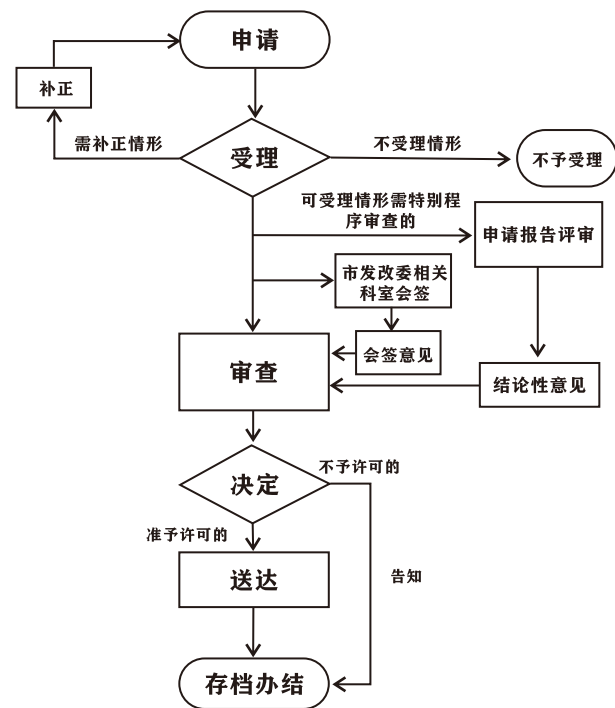 申请
补正
需补正情形
受理
不受理情形
不予受理
可受理情形需特别程
序审查的
申请报告评审
市发改委相关
科室会签
会签意见
审查
结论性意见
不予许可的
决定
准予许可的
送达
告知
存档办结